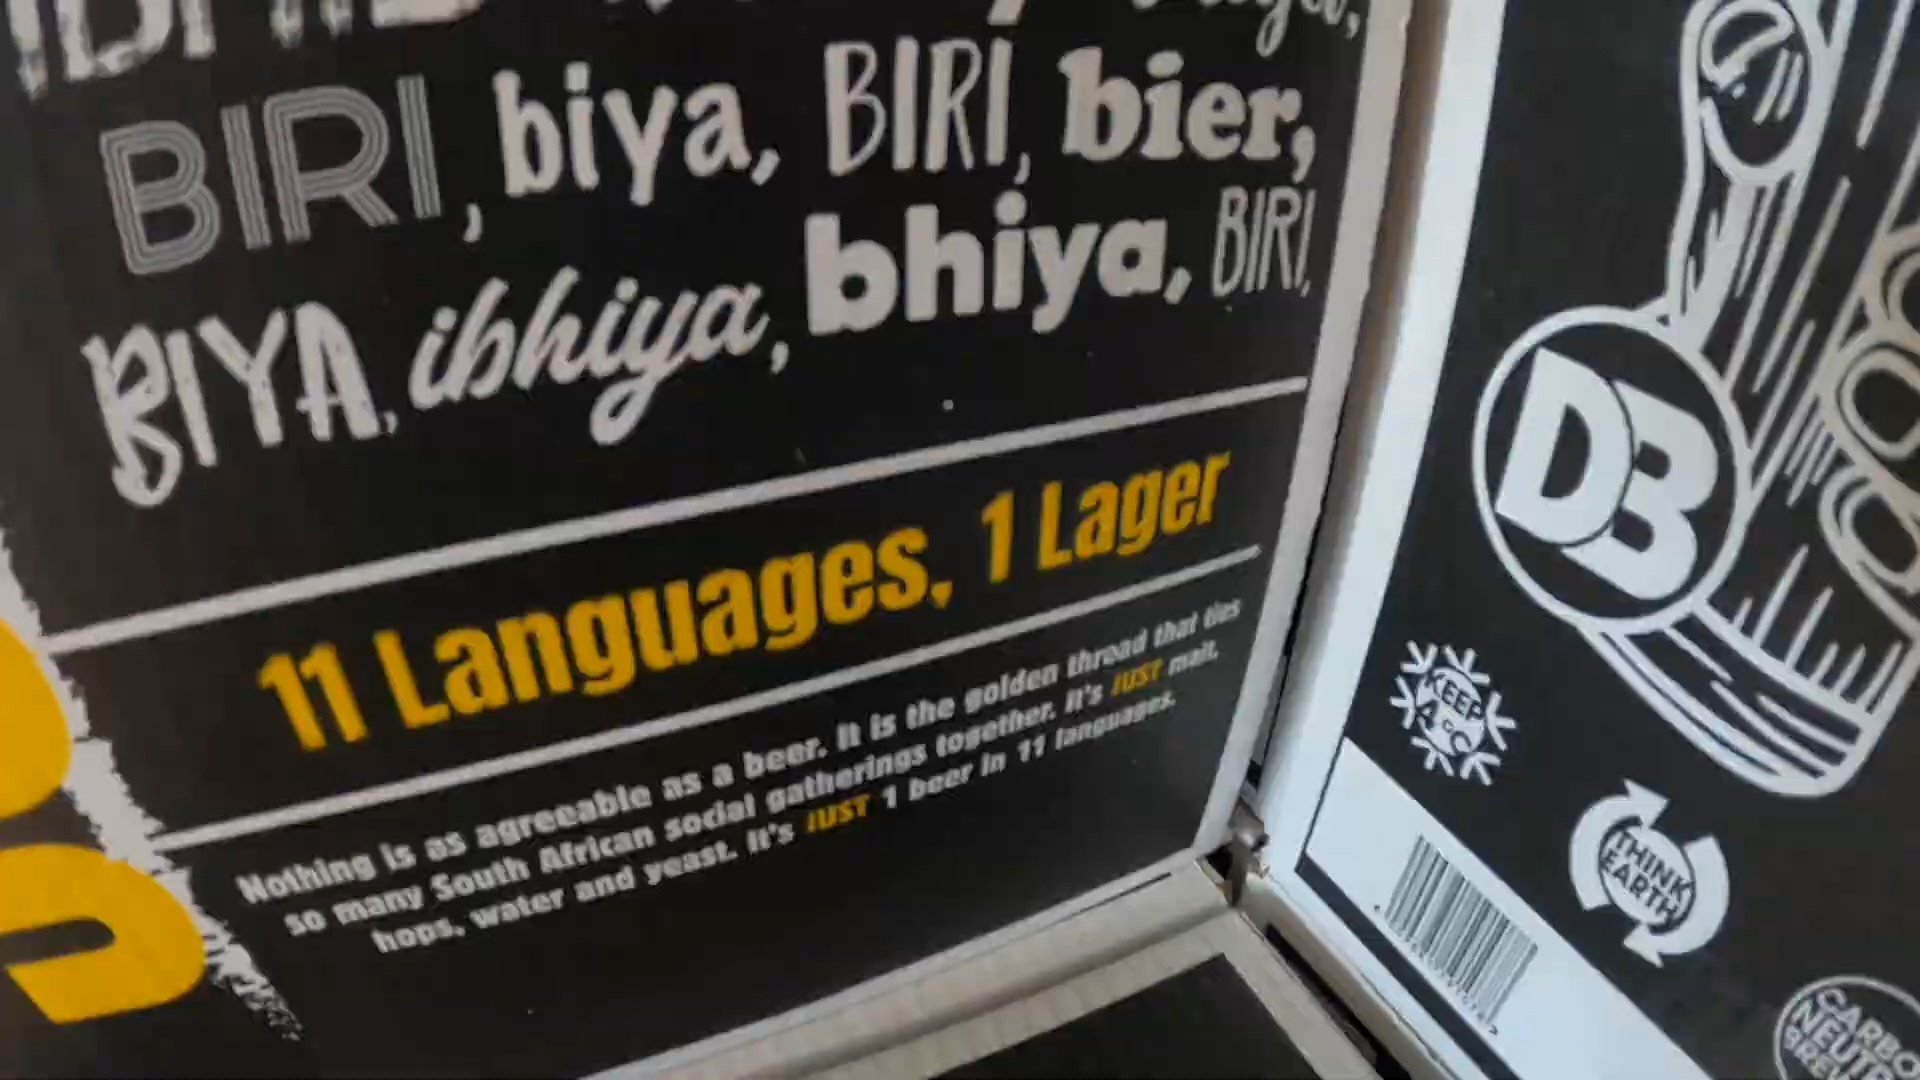 BIRI, biya, BIRI, bier,
BIYA, ibhiya, bhiya, BIRI,
11 Languages, 1 Lager
Nothing is as agreeable as a beer. It is the golden thread that ties
so many South African social gatherings together. It's JUST malt,
hops, water and yeast. It's JUST 1 beer in 11 languages.
DB
KEEP
4°C
THINK
EARTH